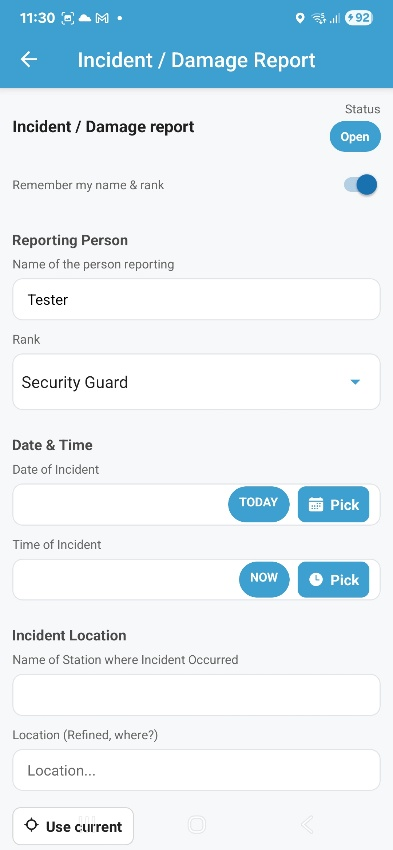 11:30
92
Incident / Damage Report
Status
Incident / Damage report
Open
Remember my name & rank
Reporting Person
Name of the person reporting
Tester
Rank
Security Guard
Date & Time
Date of Incident
TODAY
Pick
Time of Incident
NOW
Pick
Incident Location
Name of Station where Incident Occurred
Location (Refined, where?)
Location...
Use current